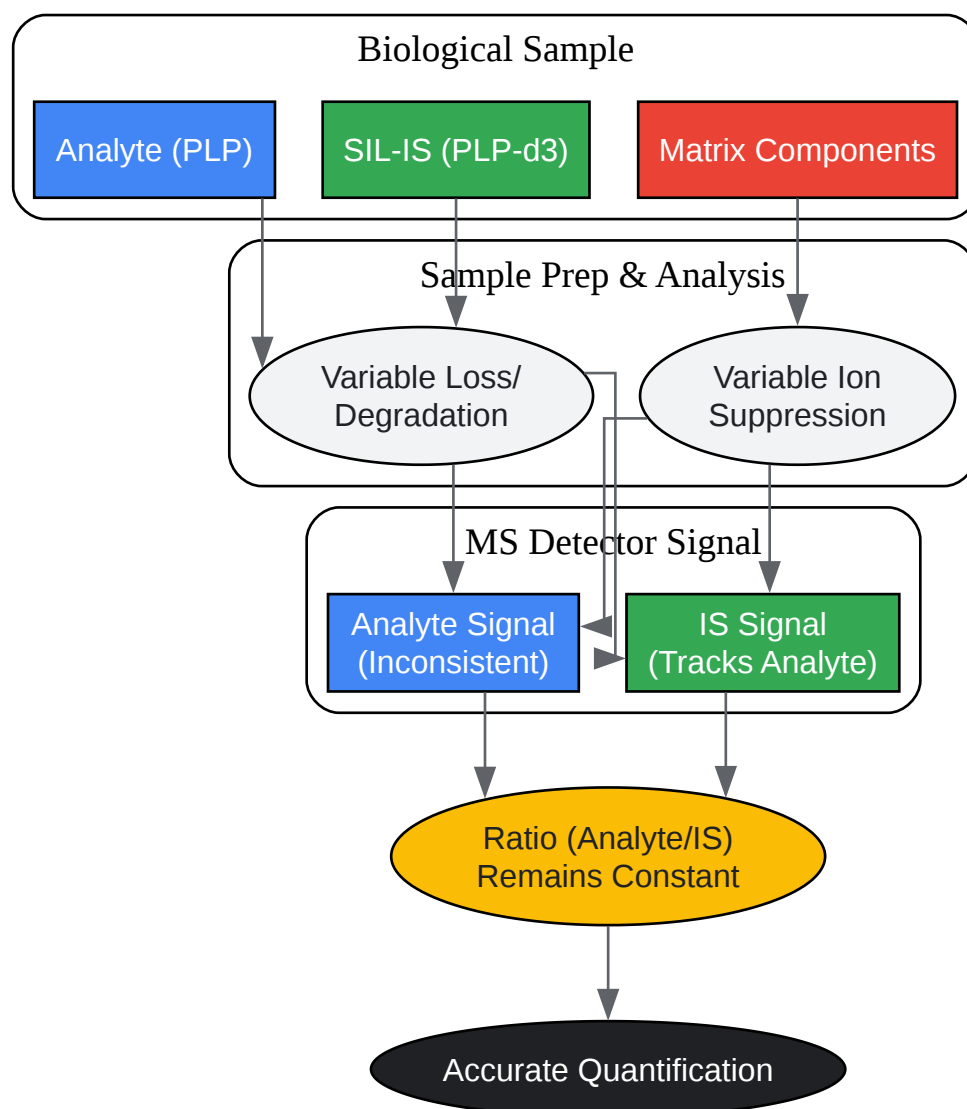 Biological Sample
Analyte (PLP)
SIL-IS (PLP-d3)
Matrix Components
Sample Prep & Analysis
Variable Loss/
Degradation
Variable Ion
Suppression
MS Detector Signal
Analyte Signal
(Inconsistent)
IS Signal
(Tracks Analyte)
Ratio (Analyte/IS)
Remains Constant
Accurate Quantification